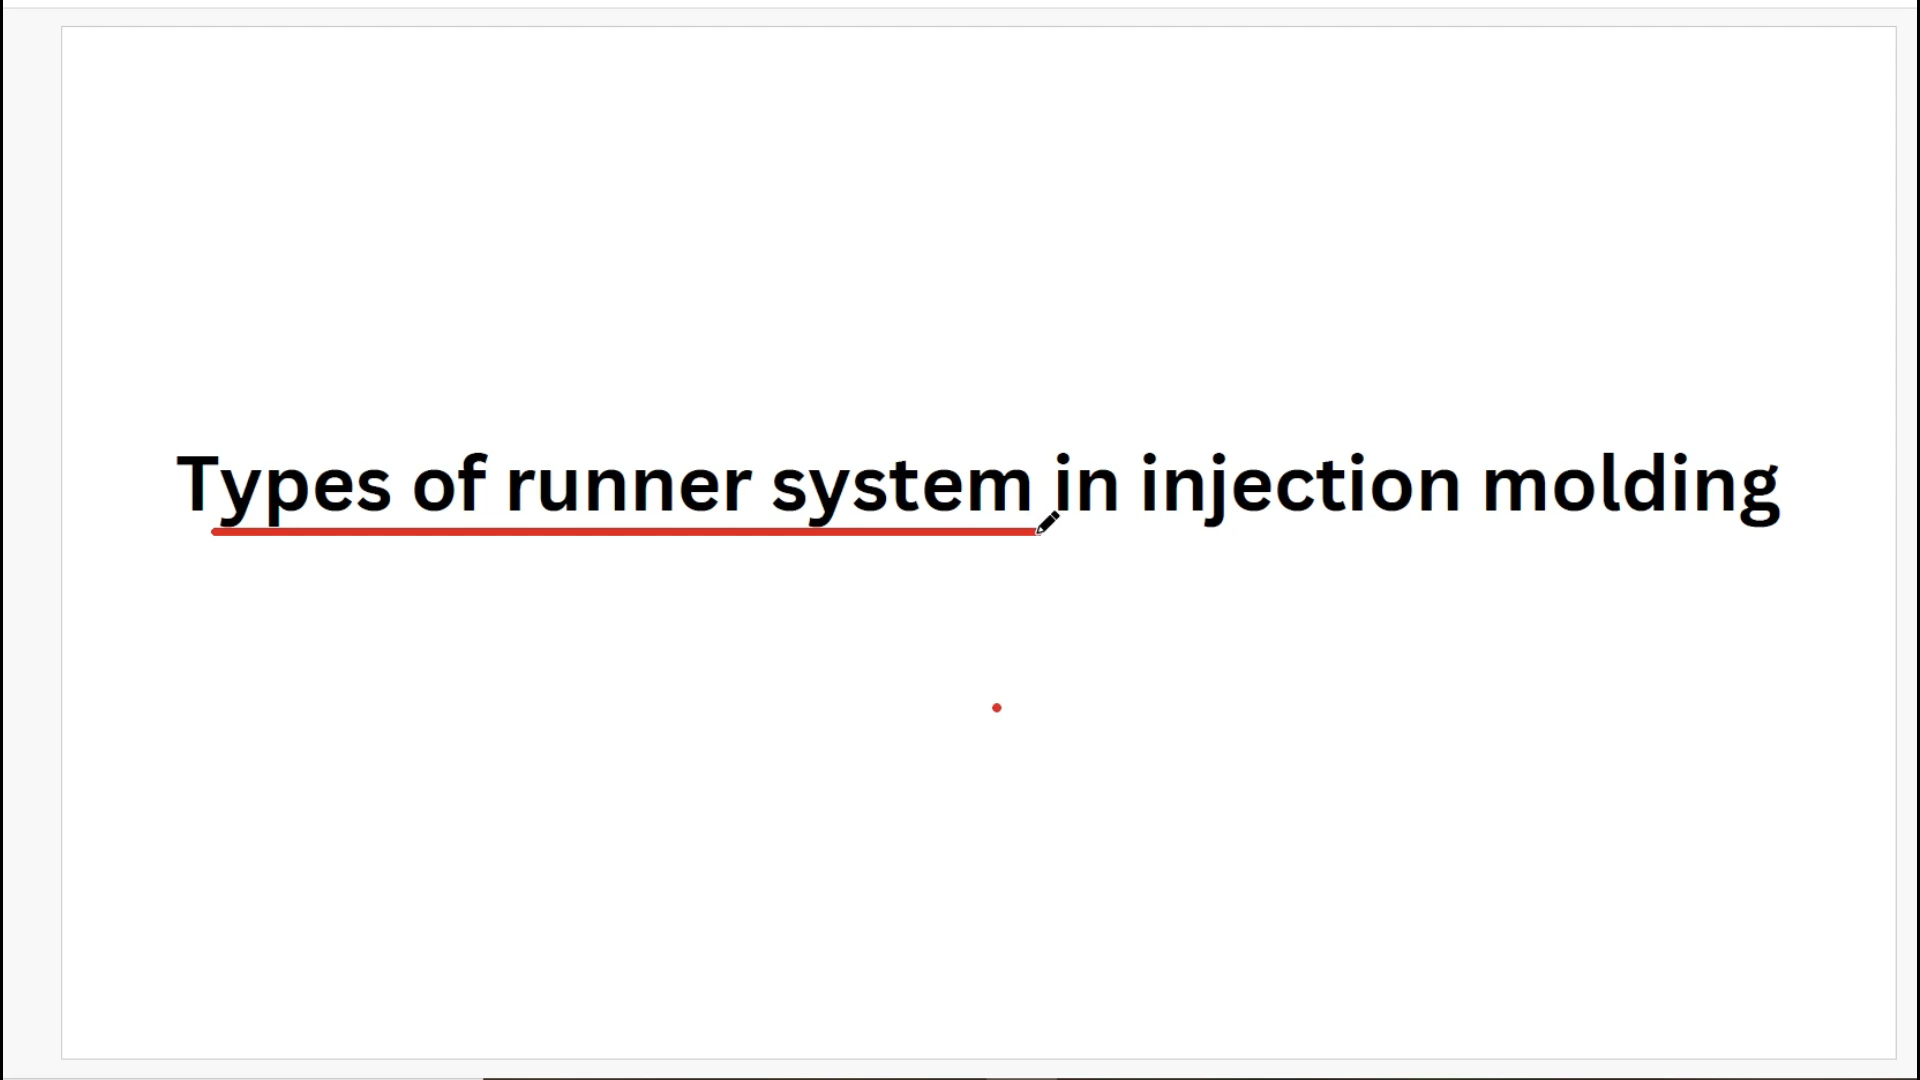 Types of runner system in injection molding